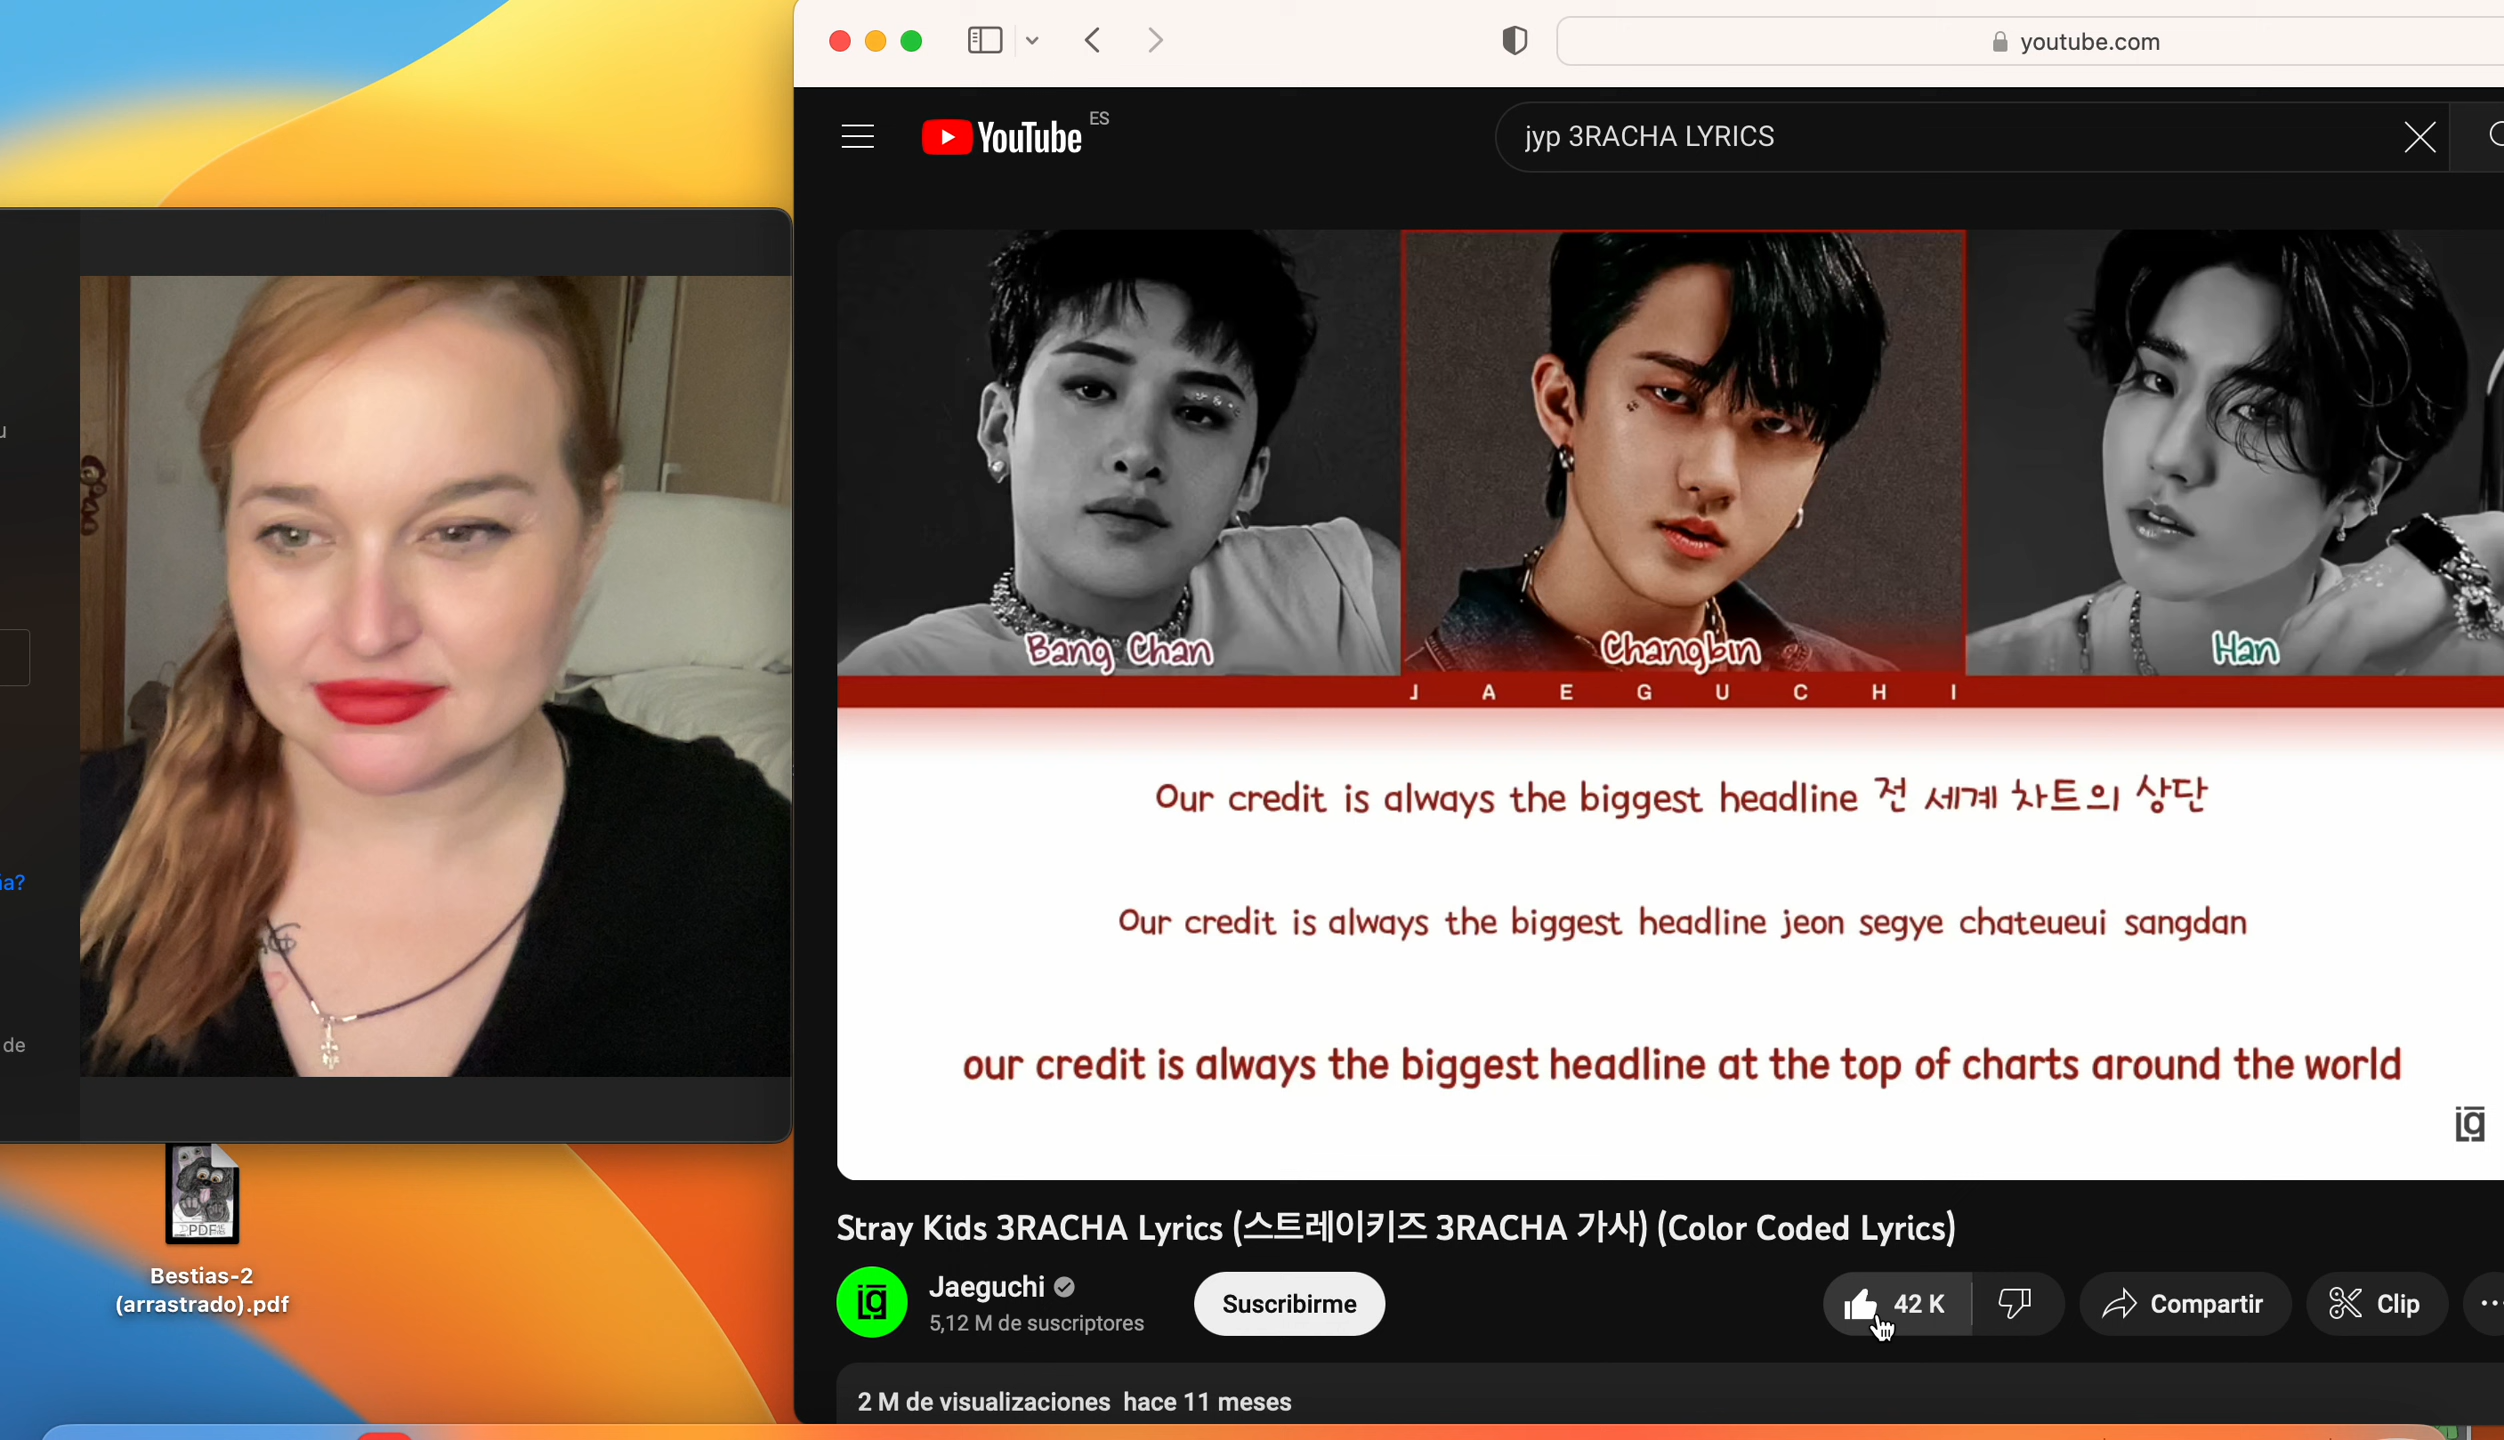 youtube.com
YouTube ES
jyp 3RACHA LYRICS
Bang Chan
Changbin
Han
J A E G U C H I
Our credit is always the biggest headline 전 세계 차트의 상단
Our credit is always the biggest headline jeon segye chateueui sangdan
our credit is always the biggest headline at the top of charts around the world
Stray Kids 3RACHA Lyrics (스트레이키즈 3RACHA 가사) (Color Coded Lyrics)
Jaeguchi
5,12 M de suscriptores
Suscribirme
42 K
Compartir
Clip
2 M de visualizaciones hace 11 meses
de
PDF
Bestias-2
(arrastrado).pdf